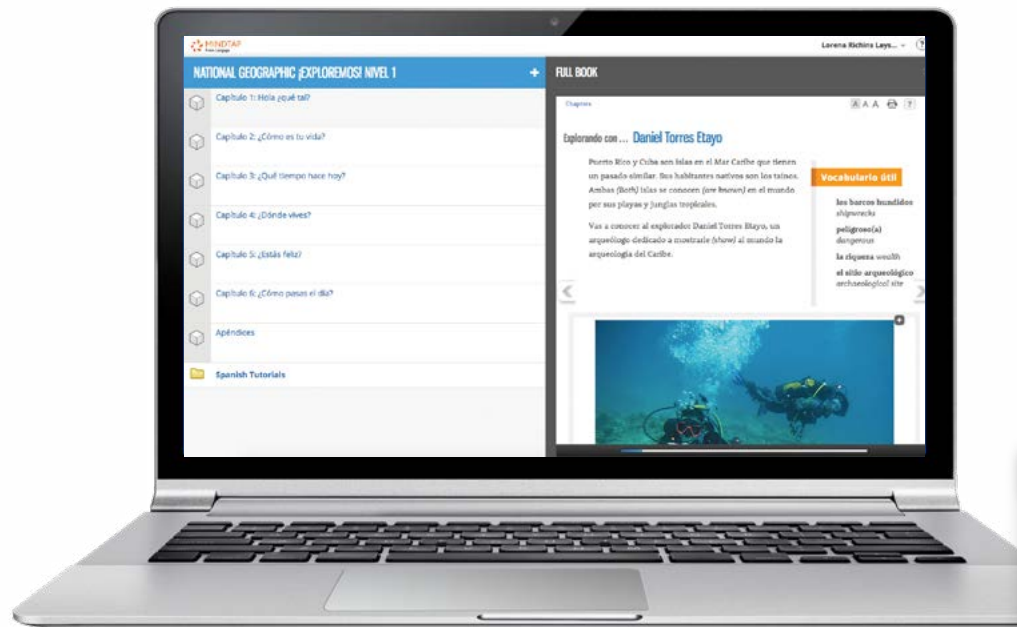 MINDTAP
From Cengage
Lorena Richins Lays...
?
NATIONAL GEOGRAPHIC ¡EXPLOREMOS! NIVEL 1 +
Capítulo 1: Hola ¿qué tal?
Capítulo 2: ¿Cómo es tu vida?
Capítulo 3: ¿Qué tiempo hace hoy?
Capítulo 4: ¿Dónde vives?
Capítulo 5: ¿Estás feliz?
Capítulo 6: ¿Cómo pasas el día?
Apéndices
Spanish Tutorials
FULL BOOK
Chapters
A A A ?
Explorando con ... Daniel Torres Etayo
Puerto Rico y Cuba son islas en el Mar Caribe que tienen
un pasado similar. Sus habitantes nativos son los taínos.
Ambas (Both) islas se conocen (are known) en el mundo
por sus playas y junglas tropicales.
Vas a conocer al explorador Daniel Torres Etayo, un
arqueólogo dedicado a mostrarle (show) al mundo la
arqueología del Caribe.
Vocabulario útil
los barcos hundidos
shipwrecks
peligroso(a)
dangerous
la riqueza wealth
el sitio arqueológico
archaeological site